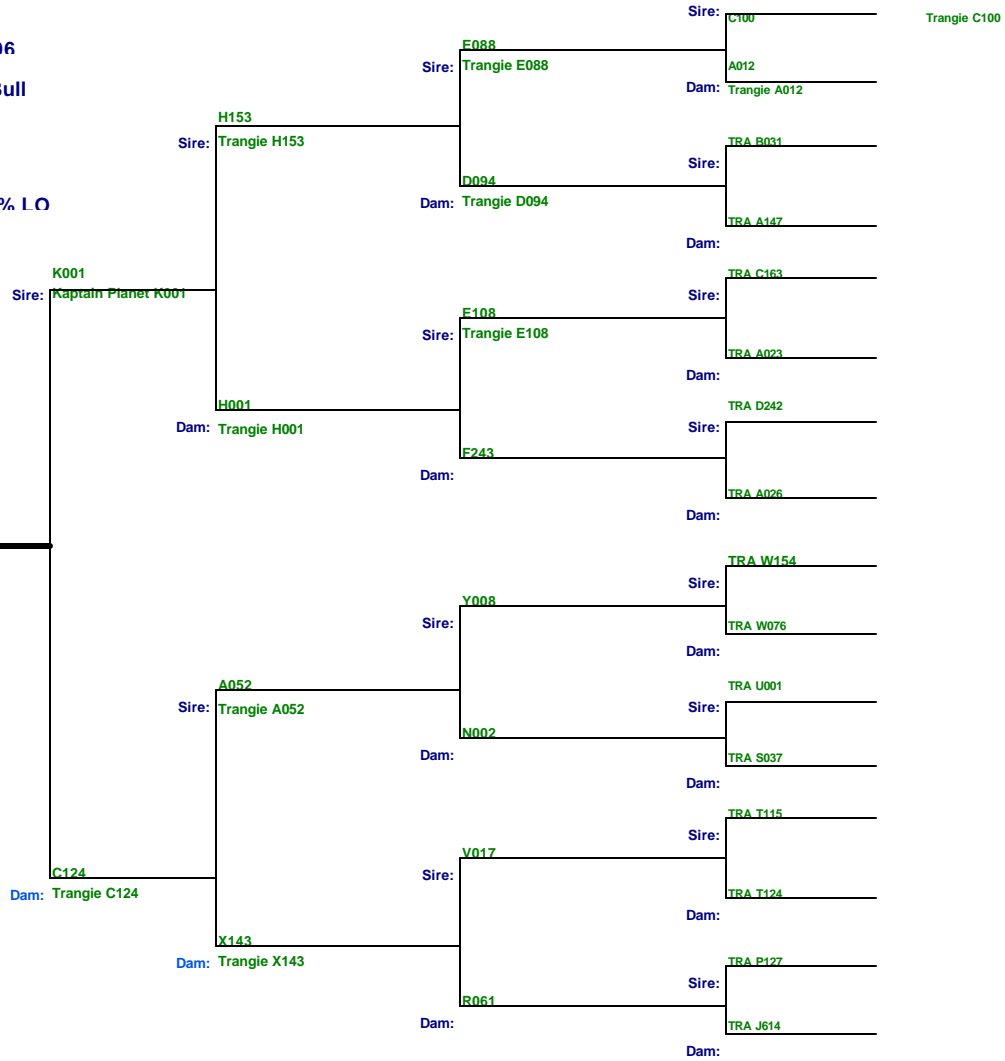 Sire: C100 Trangie C100
E088
Sire: Trangie E088
A012
Dam: Trangie A012
H153
Sire: Trangie H153
TRA B031
Sire:
D094
Dam: Trangie D094
TRA A147
Dam:
K001
Sire: Kaptain Planet K001
TRA C163
Sire:
E108
Sire: Trangie E108
TRA A023
Dam:
H001
Dam: Trangie H001
TRA D242
Sire:
F243
Dam:
TRA A026
Dam:
TRA W154
Sire:
Y008
Sire:
TRA W076
Dam:
A052
Sire: Trangie A052
TRA U001
Sire:
N002
Dam:
TRA S037
Dam:
TRA T115
Sire:
V017
Sire:
C124
Dam: Trangie C124
TRA T124
Dam:
X143
Dam: Trangie X143
TRA P127
Sire:
R061
Dam:
TRA J614
Dam:
% LO